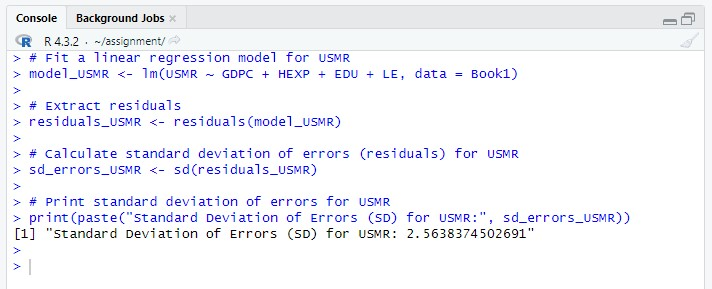 Console Background Jobs ×
R 4.3.2 · ~/assignment/
> # Fit a linear regression model for USMR
> model_USMR <- lm(USMR ~ GDPC + HEXP + EDU + LE, data = Book1)
>
> # Extract residuals
> residuals_USMR <- residuals(model_USMR)
>
> # Calculate standard deviation of errors (residuals) for USMR
> sd_errors_USMR <- sd(residuals_USMR)
>
> # Print standard deviation of errors for USMR
> print(paste("Standard Deviation of Errors (SD) for USMR:", sd_errors_USMR))
[1] "Standard Deviation of Errors (SD) for USMR: 2.5638374502691"
>
>